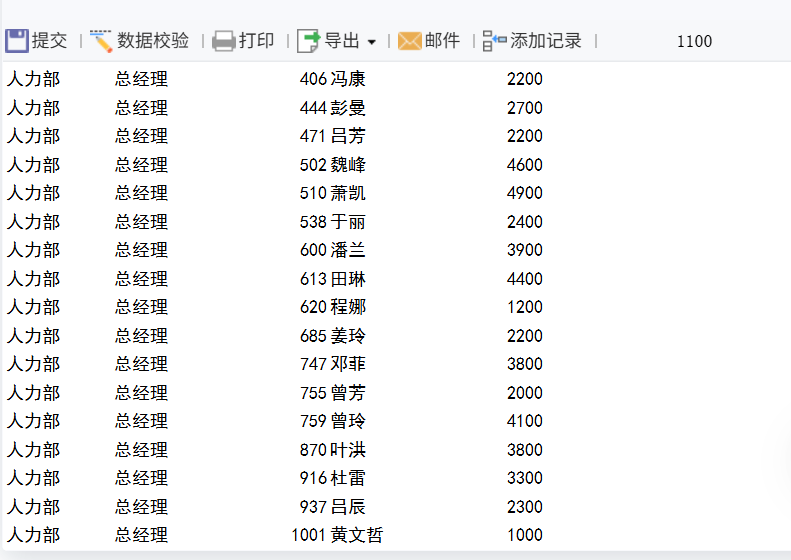 提交 数据校验 打印 导出 邮件 添加记录 1100
人力部 总经理 406 冯康 2200
人力部 总经理 444 彭曼 2700
人力部 总经理 471 吕芳 2200
人力部 总经理 502 魏峰 4600
人力部 总经理 510 萧凯 4900
人力部 总经理 538 于丽 2400
人力部 总经理 600 潘兰 3900
人力部 总经理 613 田琳 4400
人力部 总经理 620 程娜 1200
人力部 总经理 685 姜玲 2200
人力部 总经理 747 邓菲 3800
人力部 总经理 755 曾芳 2000
人力部 总经理 759 曾玲 4100
人力部 总经理 870 叶洪 3800
人力部 总经理 916 杜雷 3300
人力部 总经理 937 吕辰 2300
人力部 总经理 1001 黄文哲 1000